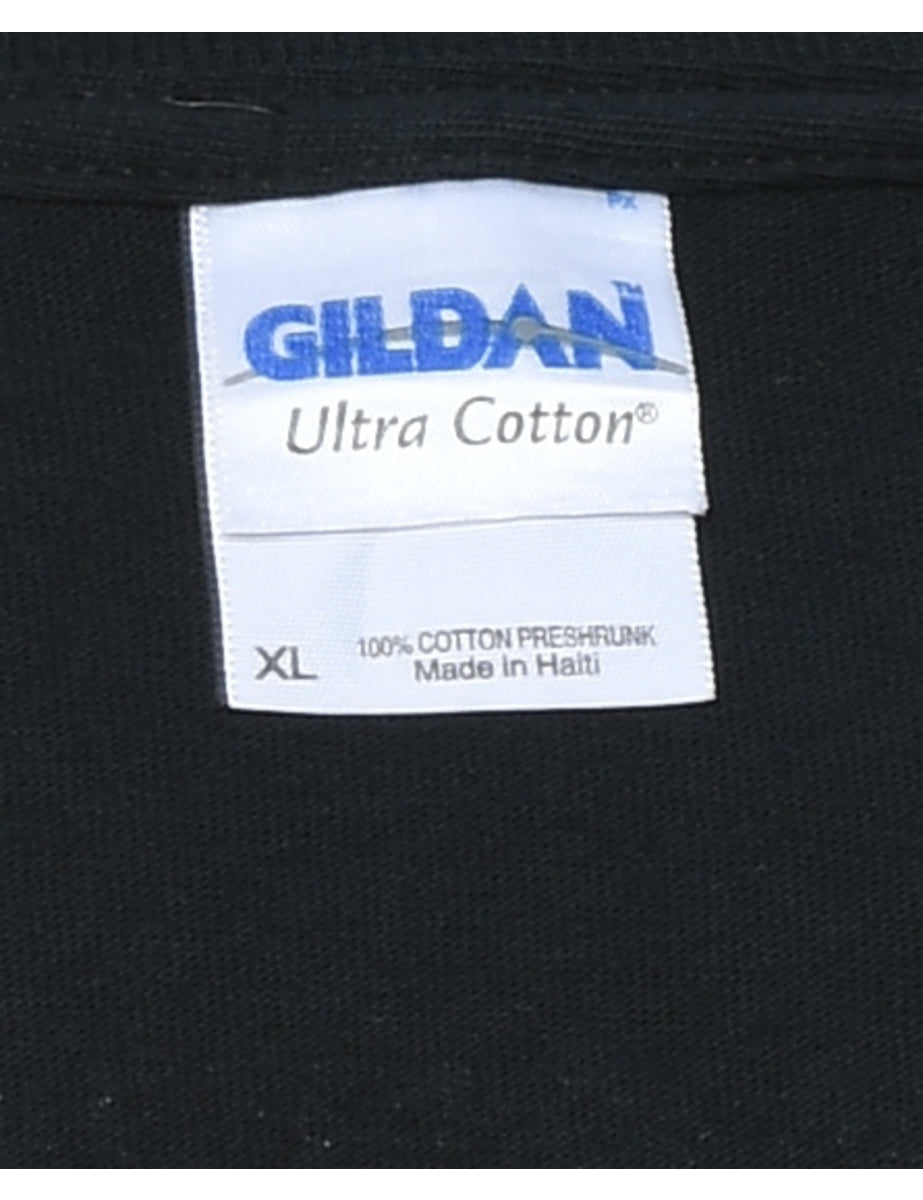 PX
GILDAN™
Ultra Cotton®
XL
100% COTTON PRESHRUNK
Made in Haiti